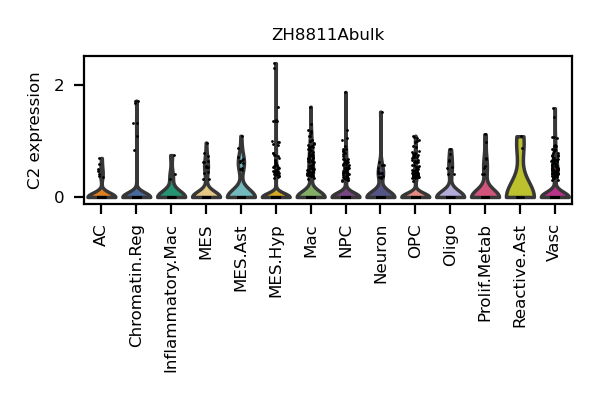 ZH8811Abulk
C2 expression
2
0
AC
Chromatin.Reg
Inflammatory.Mac
MES
MES.Ast
MES.Hyp
Mac
NPC
Neuron
OPC
Oligo
Prolif.Metab
Reactive.Ast
Vasc